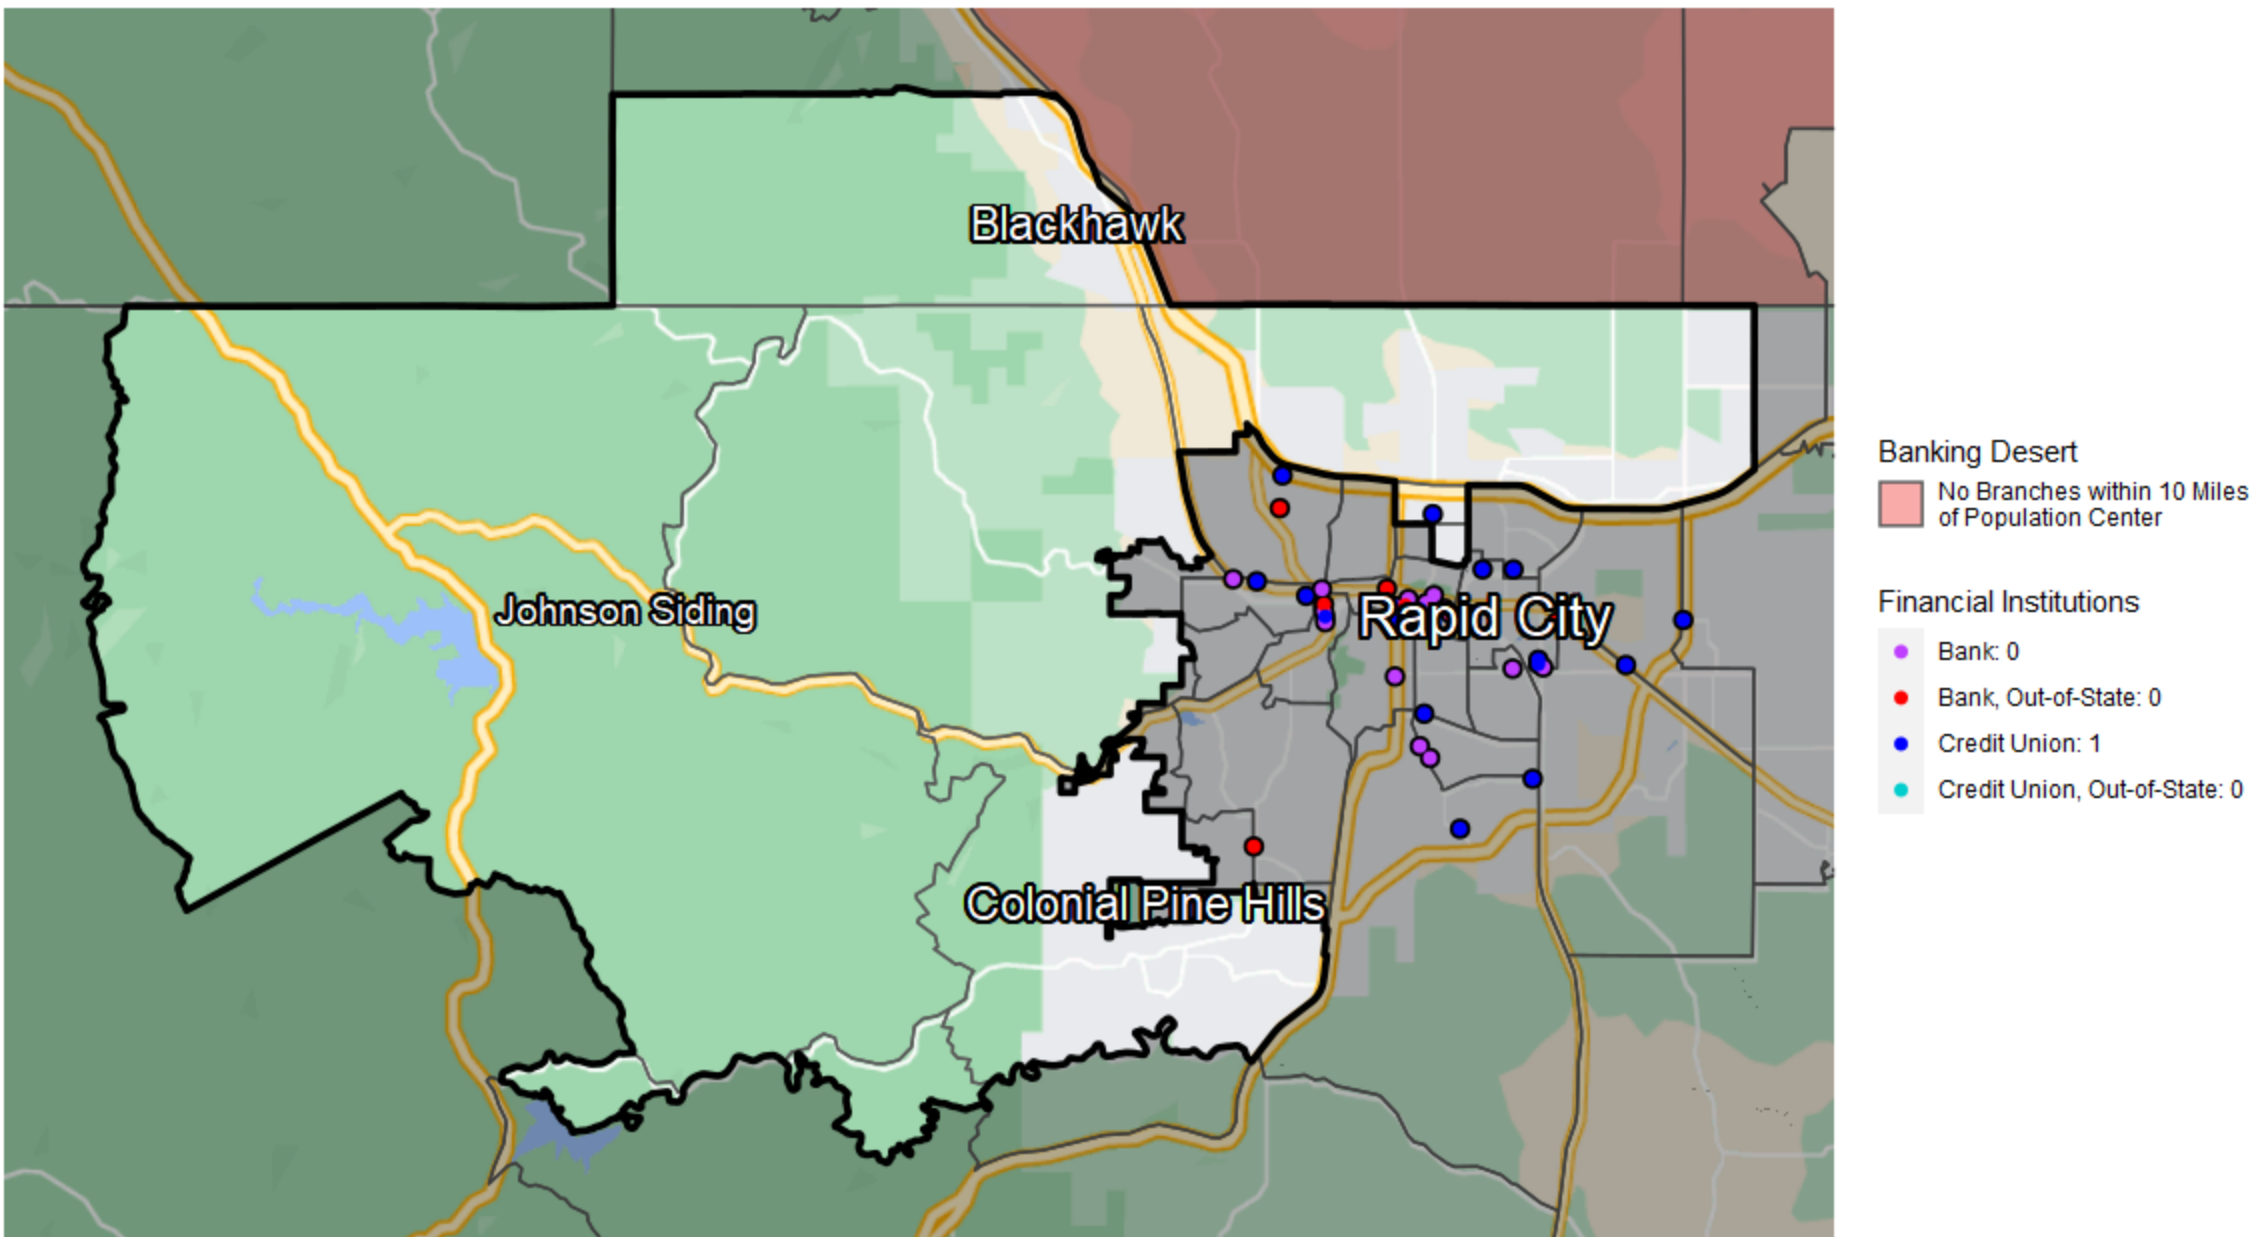 Blackhawk
Johnson Siding
Rapid City
Colonial Pine Hills
Banking Desert
No Branches within 10 Miles
of Population Center
Financial Institutions
Bank: 0
Bank, Out-of-State: 0
Credit Union: 1
Credit Union, Out-of-State: 0